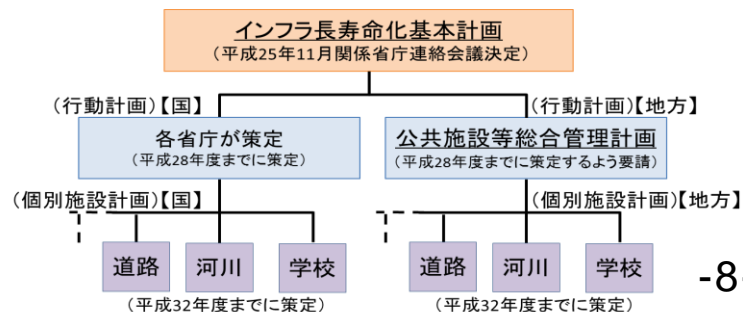 インフラ長寿命化基本計画
（平成25年11月関係省庁連絡会議決定）
（行動計画）【国】
（行動計画）【地方】
各省庁が策定
（平成28年度までに策定）
公共施設等総合管理計画
（平成28年度までに策定するよう要請）
（個別施設計画）【国】
（個別施設計画）【地方】
道路 河川 学校
道路 河川 学校
（平成32年度までに策定）
（平成32年度までに策定）
-8